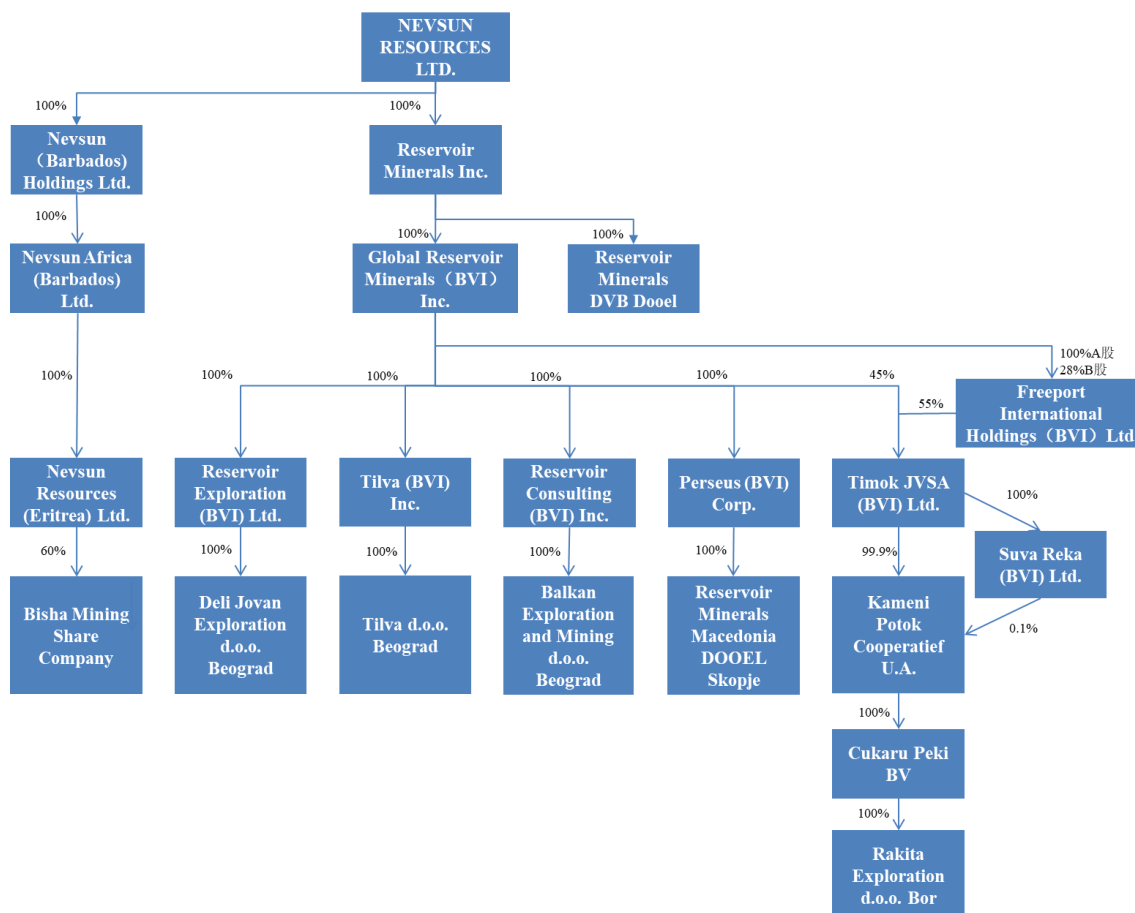 NEVSUN
RESOURCES
LTD.
100%
100%
Nevsun
（Barbados)
Holdings Ltd.
Reservoir
Minerals Inc.
100%
100%
100%
Nevsun Africa
(Barbados)
Ltd.
Global Reservoir
Minerals（BVI）
Inc.
Reservoir
Minerals
DVB Dooel
100%
100%
100%
100%
100%
45%
100%A股
28%B股
55%
Freeport
International
Holdings（BVI）Ltd
Nevsun
Resources
(Eritrea) Ltd.
Reservoir
Exploration
(BVI) Ltd.
Tilva (BVI)
Inc.
Reservoir
Consulting
(BVI) Inc.
Perseus (BVI)
Corp.
Timok JVSA
(BVI) Ltd.
100%
60%
100%
100%
100%
100%
99.9%
Suva Reka
(BVI) Ltd.
0.1%
Bisha Mining
Share
Company
Deli Jovan
Exploration
d.o.o.
Beograd
Tilva d.o.o.
Beograd
Balkan
Exploration
and Mining
d.o.o.
Beograd
Reservoir
Minerals
Macedonia
DOOEL
Skopje
Kameni
Potok
Cooperatief
U.A.
100%
Cukaru Peki
BV
100%
Rakita
Exploration
d.o.o. Bor